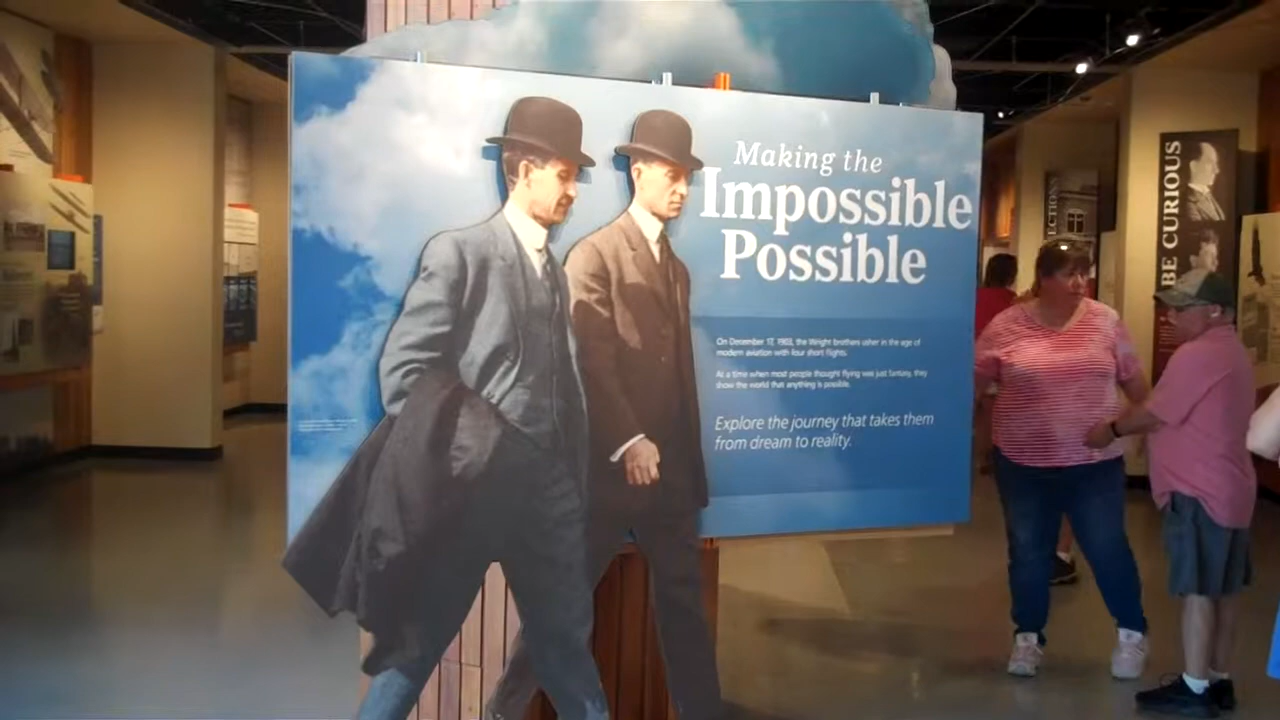 Making the
Impossible
Possible
On December 17, 1903, the Wright brothers usher in the age of
modern aviation with four short flights.
At a time when most people thought flying was just fantasy, they
show the world that anything is possible.
Explore the journey that takes them
from dream to reality.
BE CURIOUS